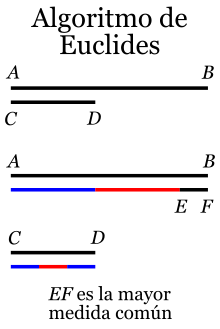 Algoritmo de
Euclides
A B
C D
A B
E F
C D
EF es la mayor
medida común